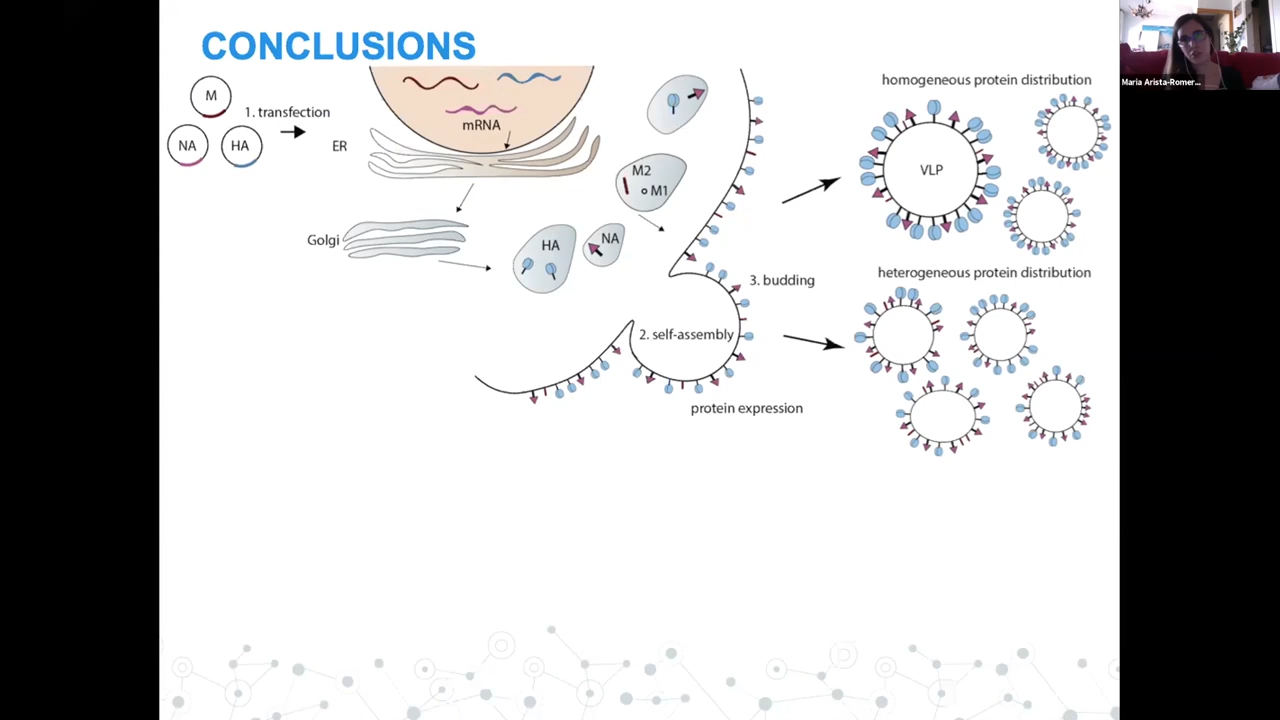 CONCLUSIONS
M
NA
HA
1. transfection
mRNA
ER
Golgi
HA
NA
M2
M1
2. self-assembly
3. budding
protein expression
homogeneous protein distribution
VLP
heterogeneous protein distribution
Maria Arista-Romer...